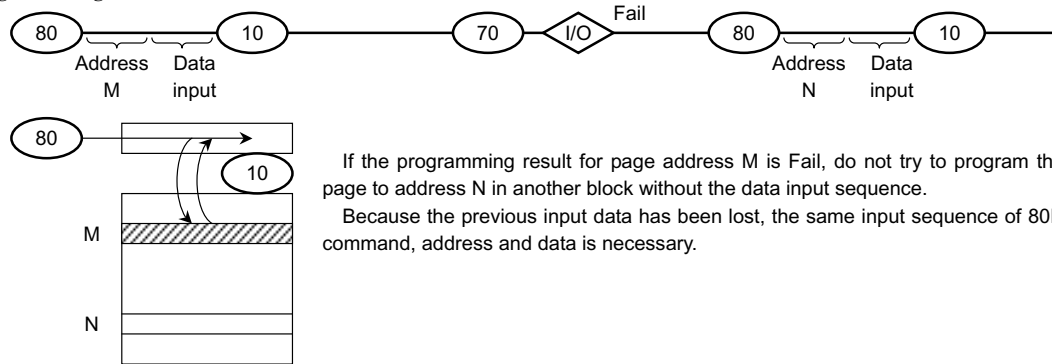 80 10 70 I/O Fail 80 10
Address Data Address Data
M input N input
80
10
If the programming result for page address M is Fail, do not try to program th
page to address N in another block without the data input sequence.
Because the previous input data has been lost, the same input sequence of 80
command, address and data is necessary.
M
N